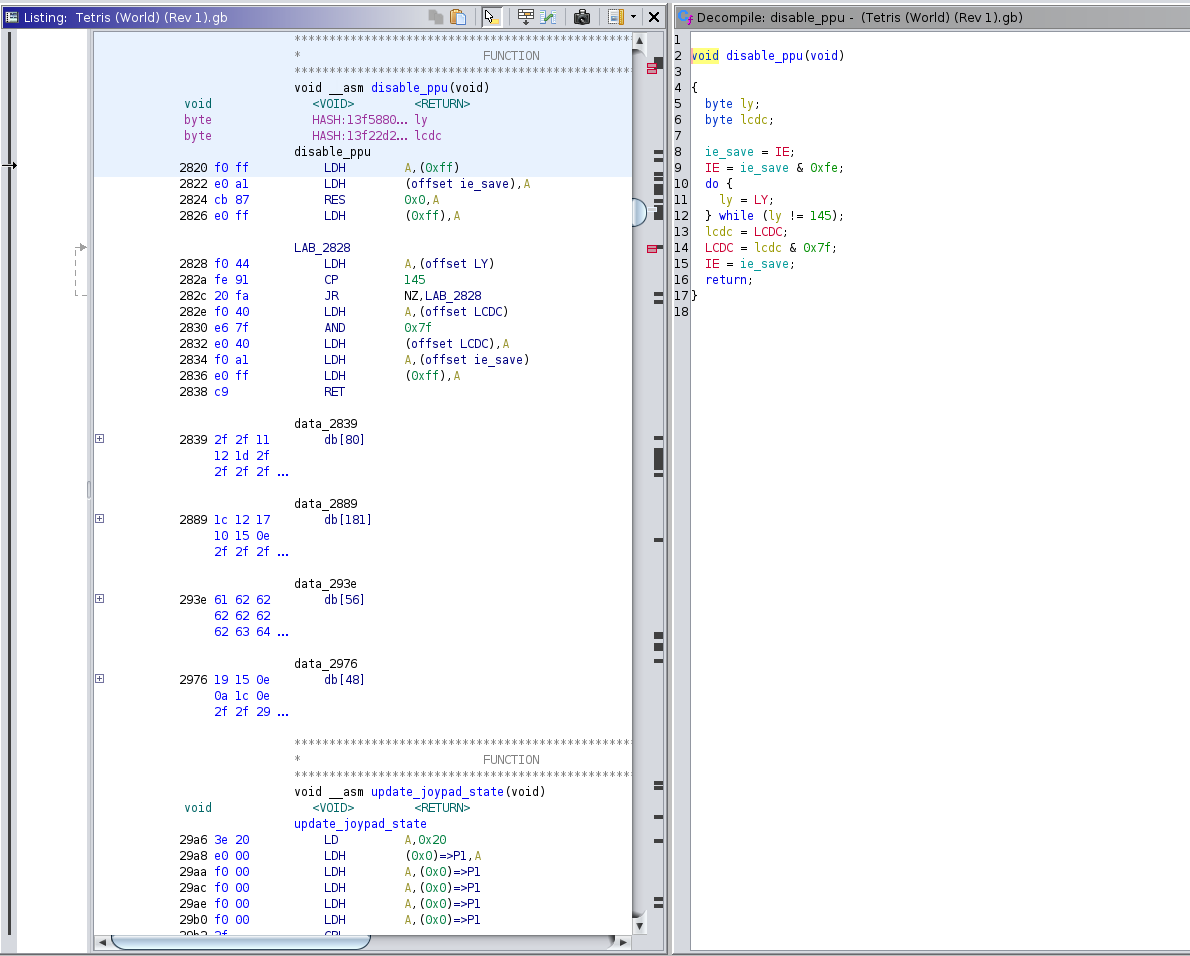 Listing: Tetris (World) (Rev 1).gb
************************************************
* FUNCTION
************************************************
void __asm disable_ppu(void)
void <VOID> <RETURN>
byte HASH:13f5880... ly
byte HASH:13f22d2... lcdc
disable_ppu
2820 f0 ff LDH A,(0xff)
2822 e0 a1 LDH (offset ie_save),A
2824 cb 87 RES 0x0,A
2826 e0 ff LDH (0xff),A
LAB_2828
2828 f0 44 LDH A,(offset LY)
282a fe 91 CP 145
282c 20 fa JR NZ,LAB_2828
282e f0 40 LDH A,(offset LCDC)
2830 e6 7f AND 0x7f
2832 e0 40 LDH (offset LCDC),A
2834 f0 a1 LDH A,(offset ie_save)
2836 e0 ff LDH (0xff),A
2838 c9 RET
data_2839
2839 2f 2f 11 db[80]
12 1d 2f
2f 2f 2f ...
data_2889
2889 1c 12 17 db[181]
10 15 0e
2f 2f 2f ...
data_293e
293e 61 62 62 db[56]
62 62 62
62 63 64 ...
data_2976
2976 19 15 0e db[48]
0a 1c 0e
2f 2f 29 ...
************************************************
* FUNCTION
************************************************
void __asm update_joypad_state(void)
void <VOID> <RETURN>
update_joypad_state
29a6 3e 20 LD A,0x20
29a8 e0 00 LDH (0x0)=>P1,A
29aa f0 00 LDH A,(0x0)=>P1
29ac f0 00 LDH A,(0x0)=>P1
29ae f0 00 LDH A,(0x0)=>P1
29b0 f0 00 LDH A,(0x0)=>P1
29b2 2f CPL
Decompile: disable_ppu - (Tetris (World) (Rev 1).gb)
1
2 void disable_ppu(void)
3
4 {
5 byte ly;
6 byte lcdc;
7
8 ie_save = IE;
9 IE = ie_save & 0xfe;
10 do {
11 ly = LY;
12 } while (ly != 145);
13 lcdc = LCDC;
14 LCDC = lcdc & 0x7f;
15 IE = ie_save;
16 return;
17 }
18